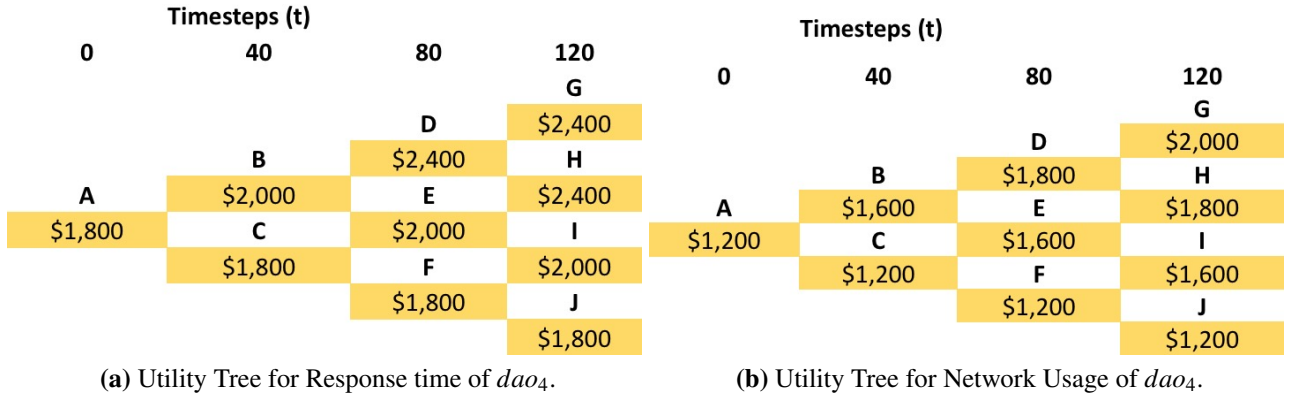 Timesteps (t)
0 40 80 120
G
D $2,400
B $2,400 H
A $2,000 E $2,400
$1,800 C $2,000 I
$1,800 F $2,000
$1,800 J
$1,800
(a) Utility Tree for Response time of dao4.
Timesteps (t)
0 40 80 120
G
D $2,000
B $1,800 H
A $1,600 E $1,800
$1,200 C $1,600 I
$1,200 F $1,600
$1,200 J
$1,200
(b) Utility Tree for Network Usage of dao4.